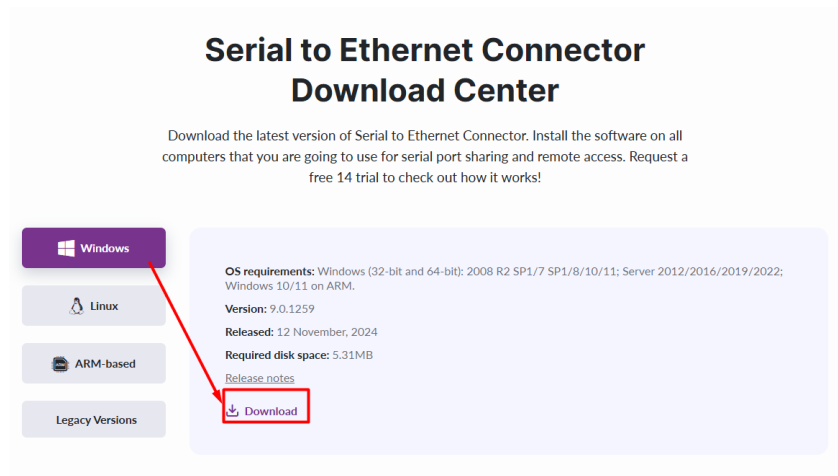 Serial to Ethernet Connector
Download Center
Download the latest version of Serial to Ethernet Connector. Install the software on all
computers that you are going to use for serial port sharing and remote access. Request a
free 14 trial to check out how it works!
Windows
Linux
ARM-based
Legacy Versions
OS requirements: Windows (32-bit and 64-bit): 2008 R2 SP1/7 SP1/8/10/11; Server 2012/2016/2019/2022;
Windows 10/11 on ARM.
Version: 9.0.1259
Released: 12 November, 2024
Required disk space: 5.31MB
Release notes
Download